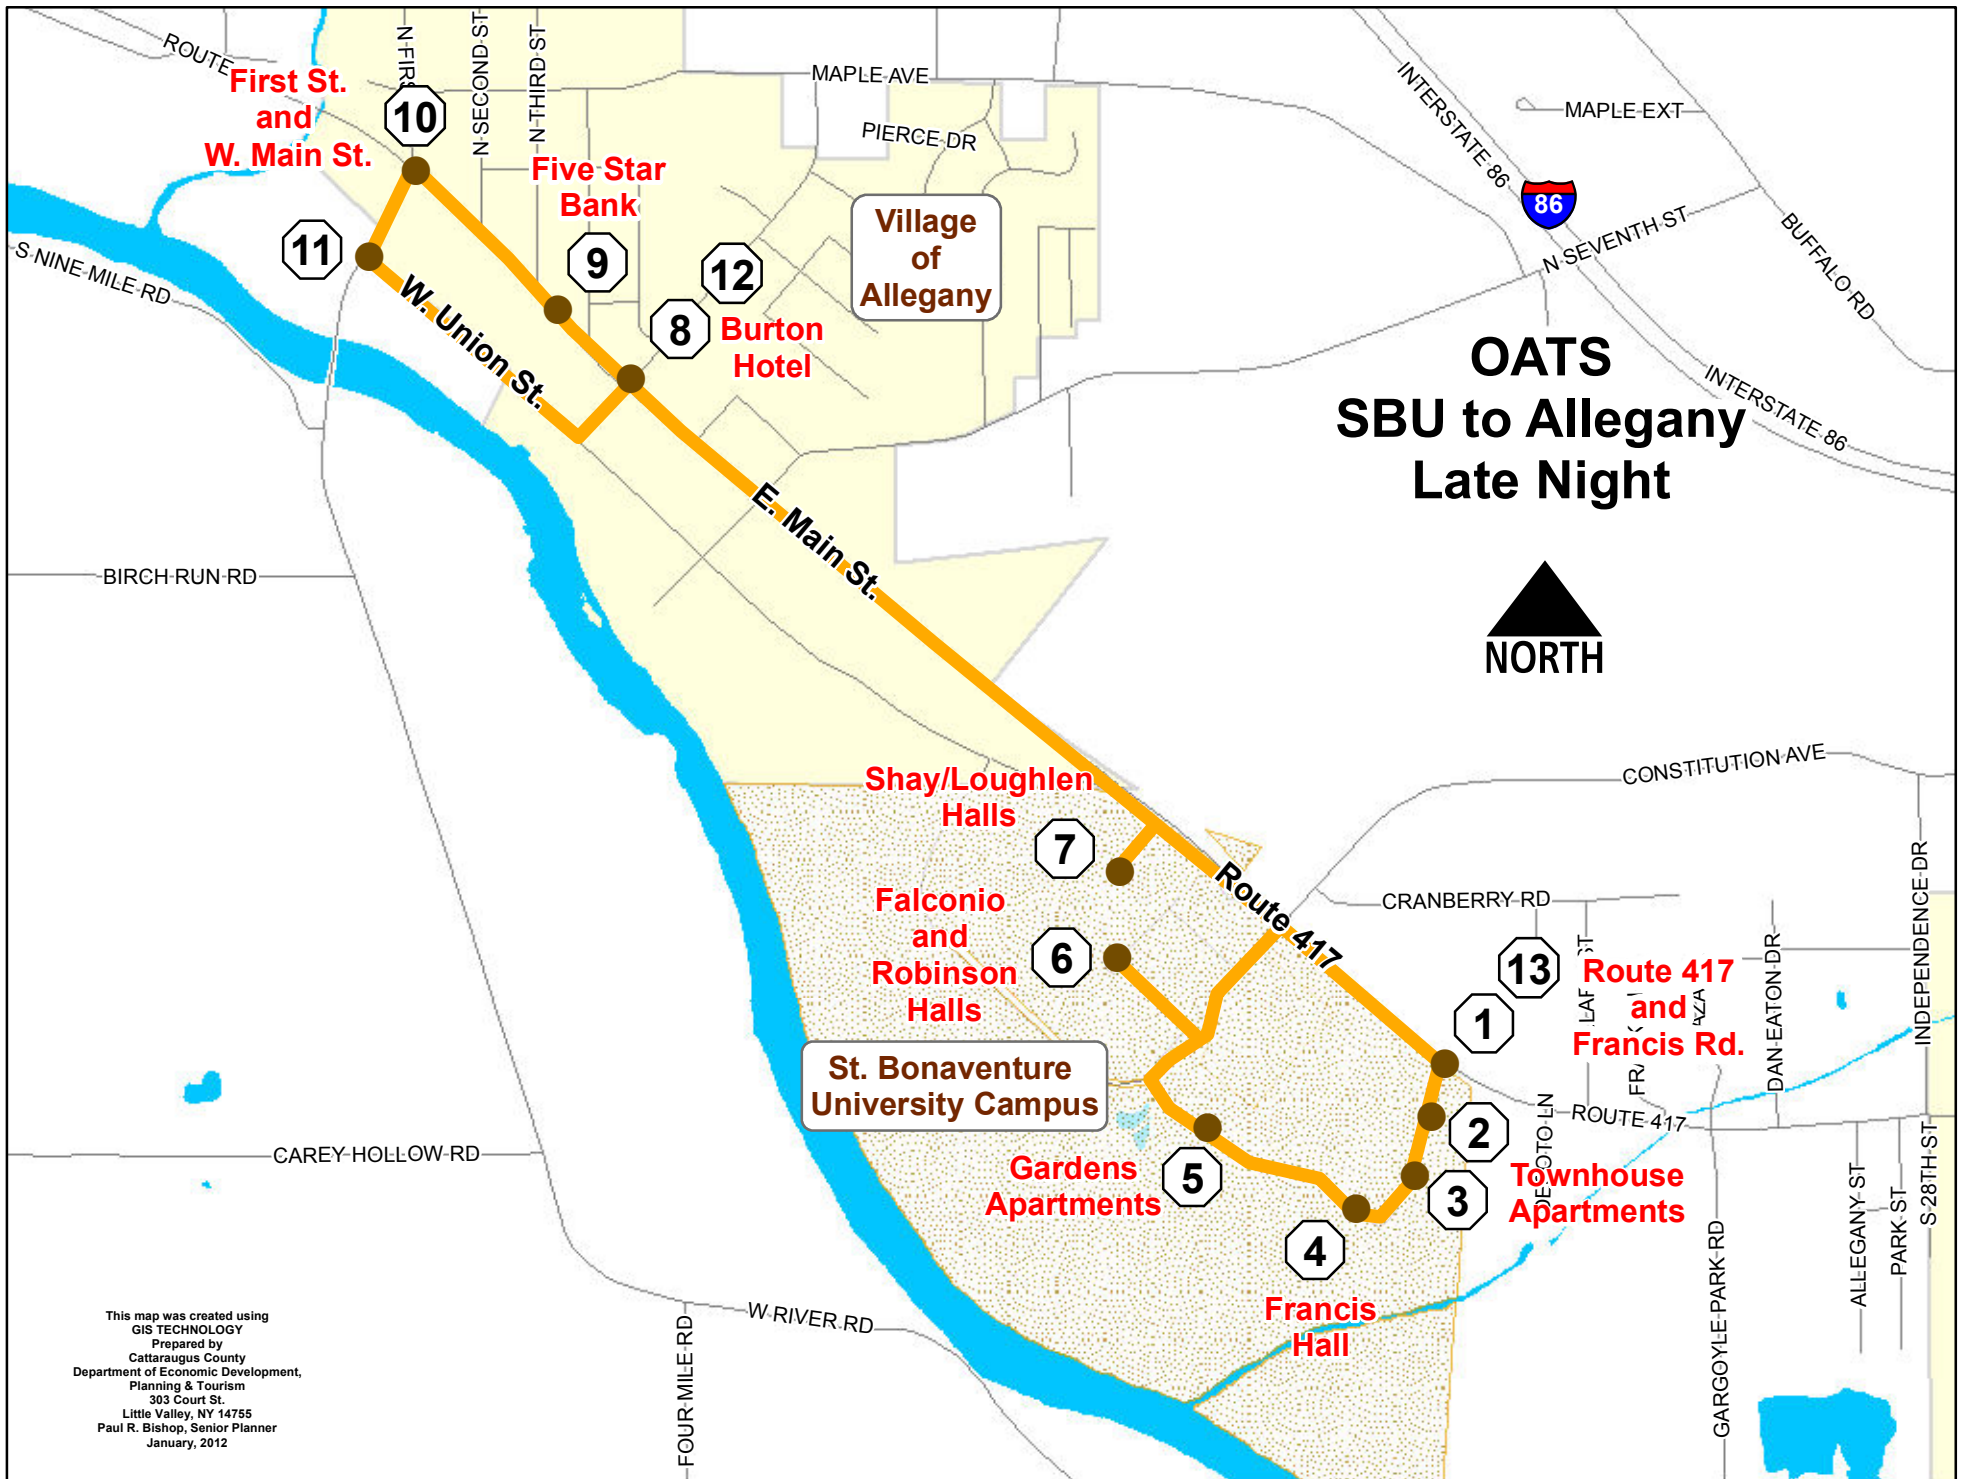 ROUTE
N FIRS
N SECOND ST
N THIRD ST
MAPLE AVE
PIERCE DR
INTERSTATE 86
MAPLE EXT
86
N SEVENTH ST
BUFFALO RD
INTERSTATE 86
First St.
and
W. Main St.
10
11
S NINE MILE RD
Five Star
Bank
9
12
8
Burton
Hotel
Village
of
Allegany
W. Union St.
E. Main St.
OATS
SBU to Allegany
Late Night
NORTH
BIRCH RUN RD
CONSTITUTION AVE
Shay/Loughlen
Halls
7
Route 417
CRANBERRY RD
INDEPENDENCE DR
Falconio
and
Robinson
Halls
6
13
1
Route 417
and
Francis Rd.
DAN EATON DR
St. Bonaventure
University Campus
ROUTE 417
2
3
Townhouse
Apartments
Gardens
Apartments
5
4
Francis
Hall
CAREY HOLLOW RD
S 28TH ST
ALLEGANY ST
PARK ST
GARGOYLE PARK RD
W RIVER RD
FOUR MILE RD
This map was created using
GIS TECHNOLOGY
Prepared by
Cattaraugus County
Department of Economic Development,
Planning & Tourism
303 Court St.
Little Valley, NY 14755
Paul R. Bishop, Senior Planner
January, 2012